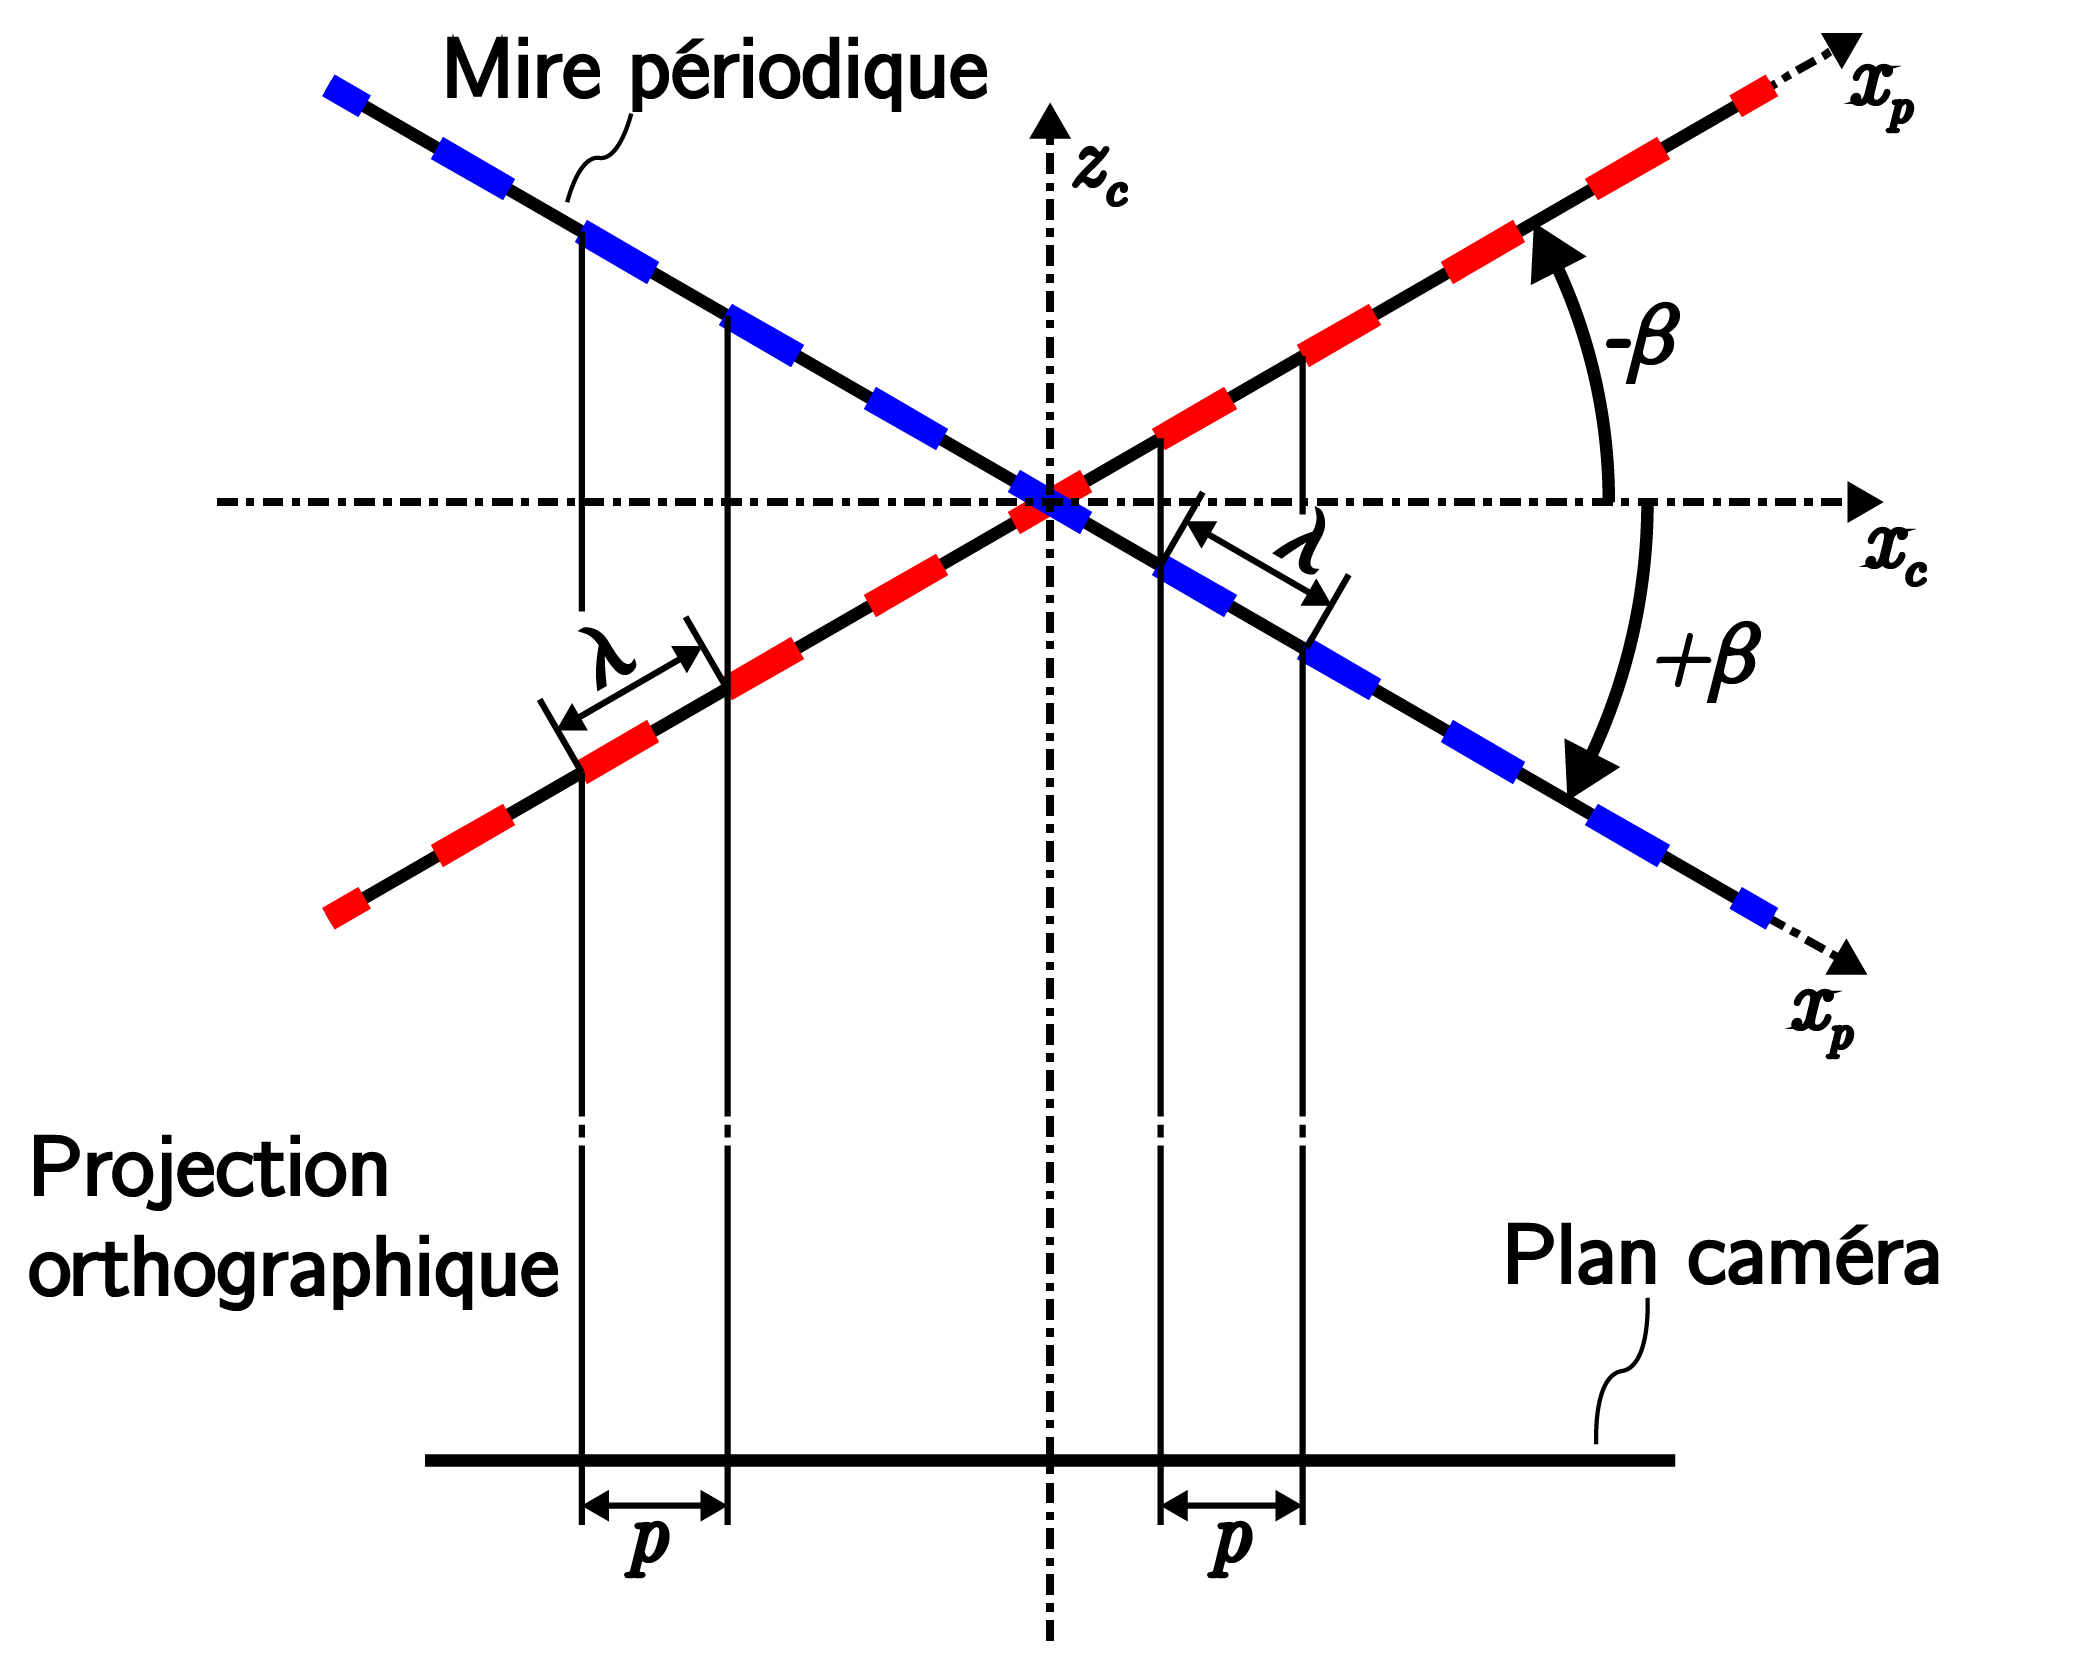 Mire périodique
x_p
z_c
-β
λ
x_c
λ
+β
x_p
Projection
orthographique
Plan caméra
p
p